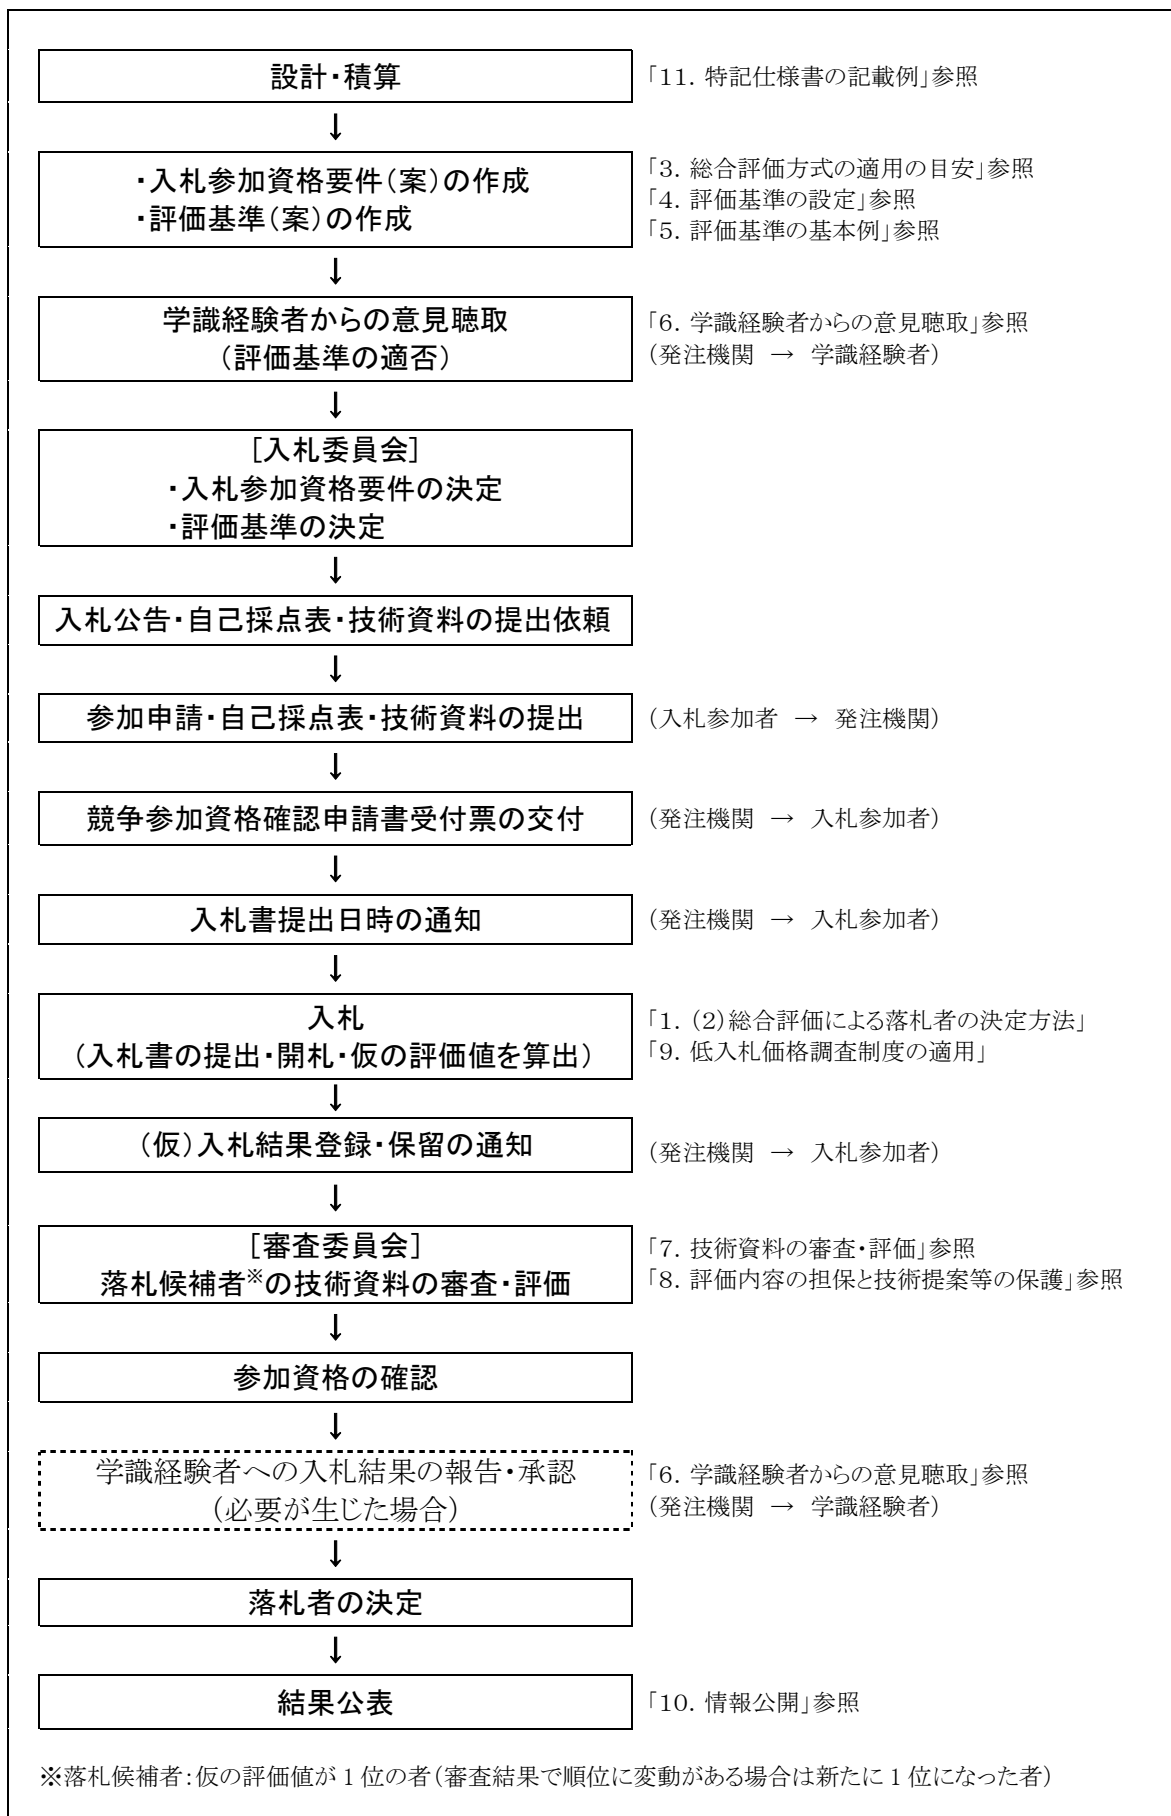 設計・積算
「11. 特記仕様書の記載例」参照
↓
・入札参加資格要件(案)の作成
・評価基準(案)の作成
「3. 総合評価方式の適用の目安」参照
「4. 評価基準の設定」参照
「5. 評価基準の基本例」参照
↓
学識経験者からの意見聴取
(評価基準の適否)
「6. 学識経験者からの意見聴取」参照
(発注機関 → 学識経験者)
↓
[入札委員会]
・入札参加資格要件の決定
・評価基準の決定
↓
入札公告・自己採点表・技術資料の提出依頼
↓
参加申請・自己採点表・技術資料の提出
(入札参加者 → 発注機関)
↓
競争参加資格確認申請書受付票の交付
(発注機関 → 入札参加者)
↓
入札書提出日時の通知
(発注機関 → 入札参加者)
↓
入札
(入札書の提出・開札・仮の評価値を算出)
「1. (2)総合評価による落札者の決定方法」
「9. 低入札価格調査制度の適用」
↓
(仮)入札結果登録・保留の通知
(発注機関 → 入札参加者)
↓
[審査委員会]
落札候補者※の技術資料の審査・評価
「7. 技術資料の審査・評価」参照
「8. 評価内容の担保と技術提案等の保護」参照
↓
参加資格の確認
↓
学識経験者への入札結果の報告・承認
(必要が生じた場合)
「6. 学識経験者からの意見聴取」参照
(発注機関 → 学識経験者)
↓
落札者の決定
↓
結果公表
「10. 情報公開」参照
※落札候補者:仮の評価値が1位の者(審査結果で順位に変動がある場合は新たに1位になった者)